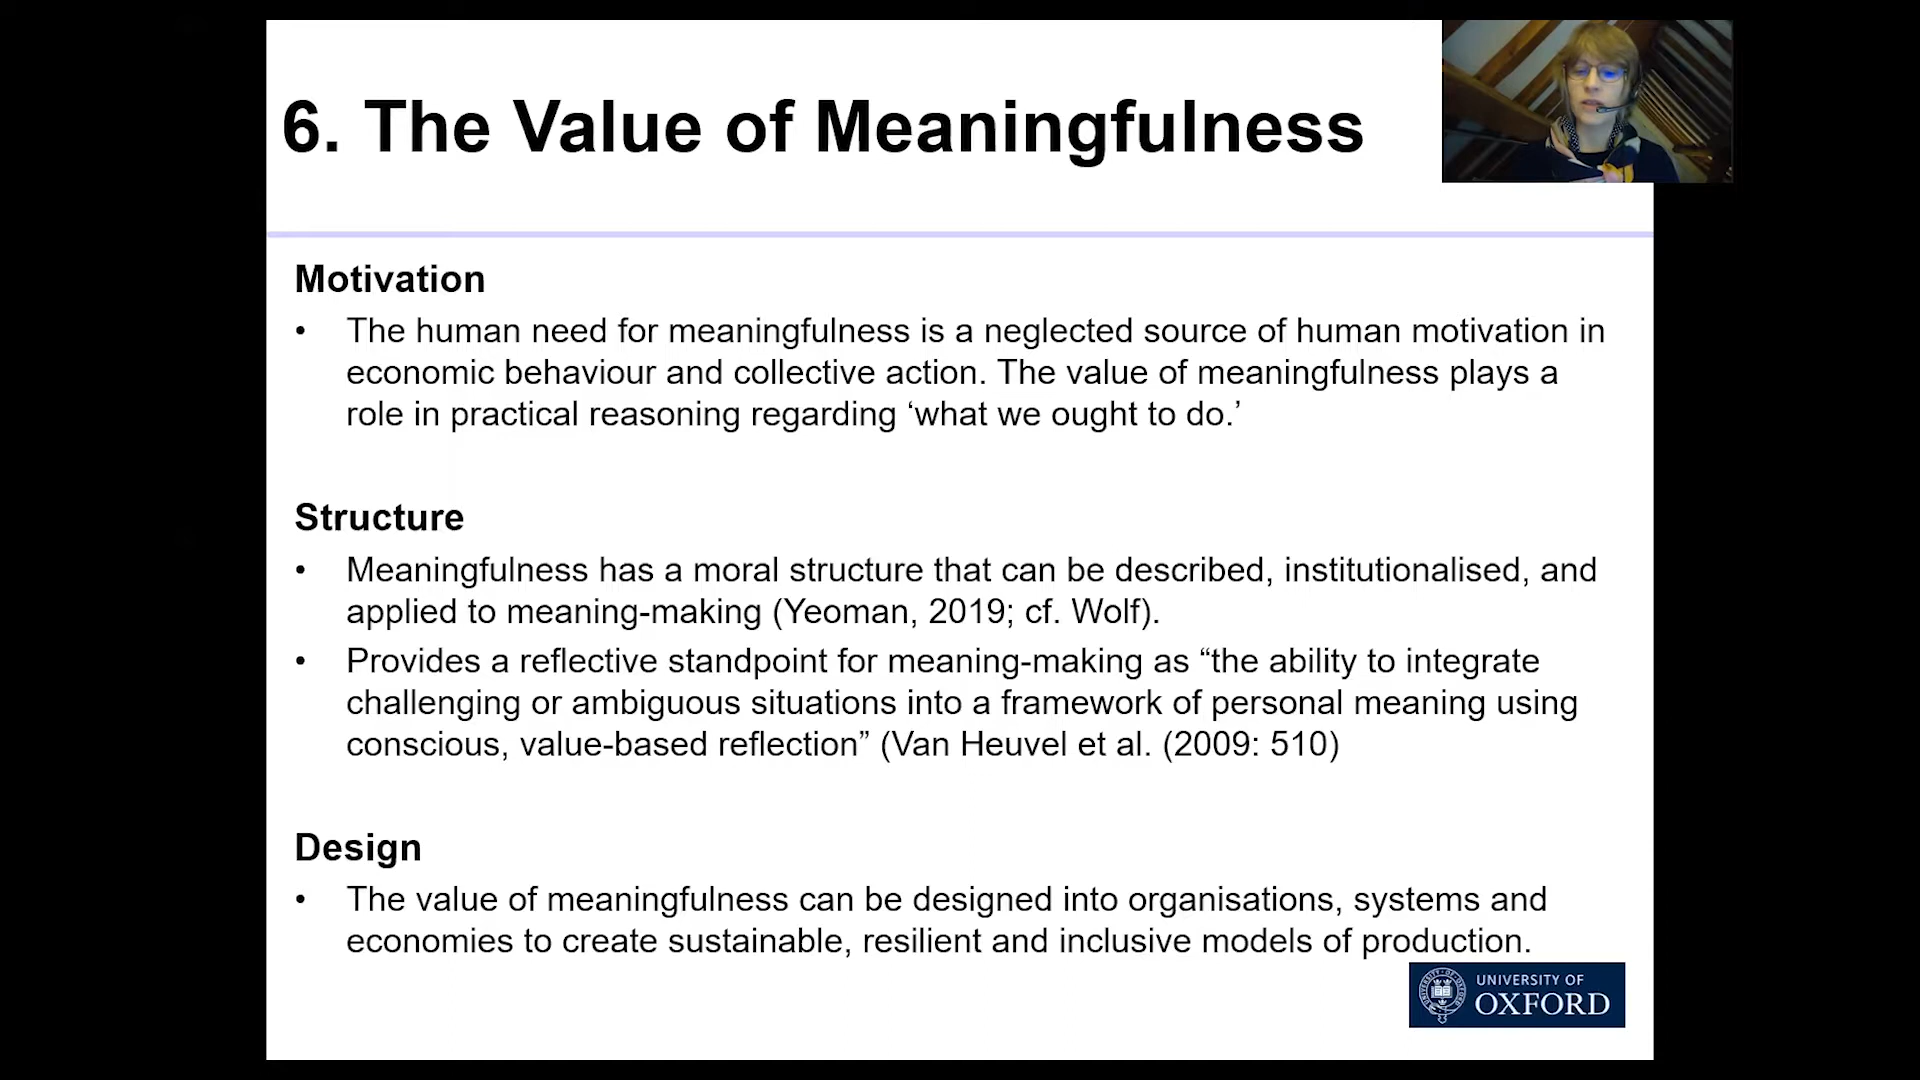 6. The Value of Meaningfulness
Motivation
• The human need for meaningfulness is a neglected source of human motivation in
economic behaviour and collective action. The value of meaningfulness plays a
role in practical reasoning regarding ‘what we ought to do.’
Structure
• Meaningfulness has a moral structure that can be described, institutionalised, and
applied to meaning-making (Yeoman, 2019; cf. Wolf).
• Provides a reflective standpoint for meaning-making as “the ability to integrate
challenging or ambiguous situations into a framework of personal meaning using
conscious, value-based reflection” (Van Heuvel et al. (2009: 510)
Design
• The value of meaningfulness can be designed into organisations, systems and
economies to create sustainable, resilient and inclusive models of production.
UNIVERSITY OF
OXFORD